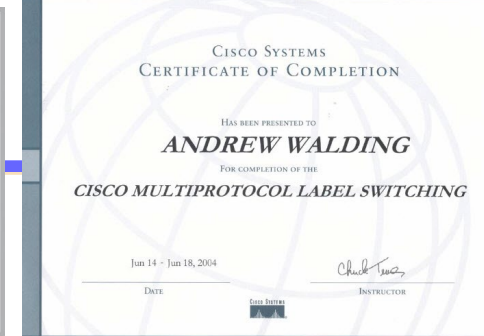 CISCO SYSTEMS
CERTIFICATE OF COMPLETION
HAS BEEN PRESENTED TO
ANDREW WALDING
FOR COMPLETION OF THE
CISCO MULTIPROTOCOL LABEL SWITCHING
Jun 14 - Jun 18, 2004
DATE
INSTRUCTOR
CISCO SYSTEMS